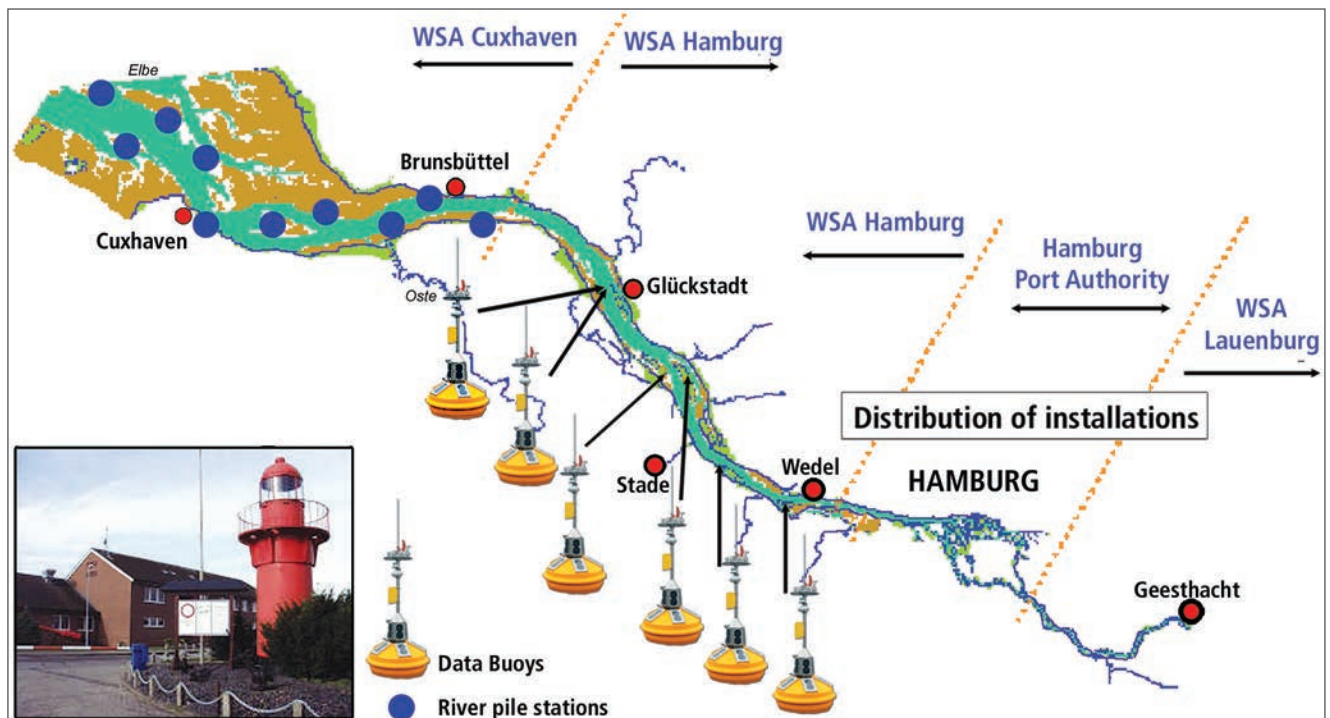 WSA Cuxhaven
WSA Hamburg
Elbe
Brunsbüttel
Cuxhaven
WSA Hamburg
Hamburg
Port Authority
WSA
Lauenburg
Oste
Glückstadt
Distribution of installations
Stade
Wedel
HAMBURG
Geesthacht
Data Buoys
River pile stations